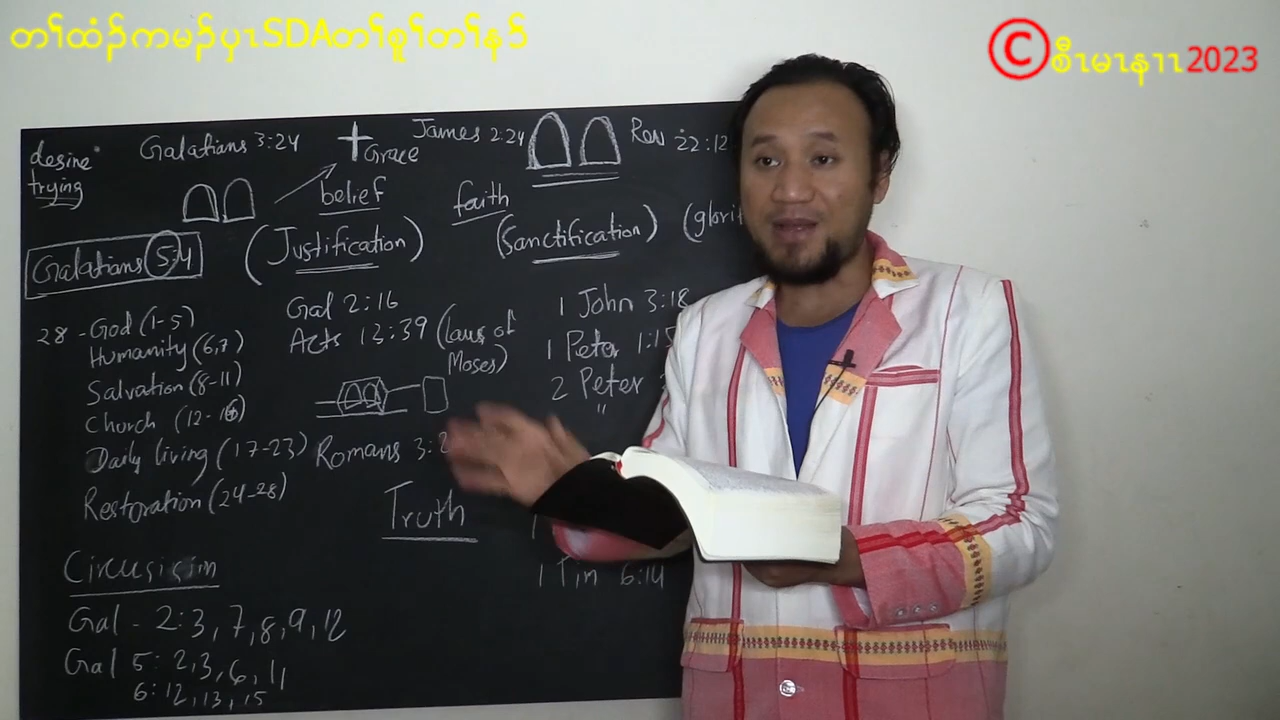 တၢ်ထံၣ်ကမၣ်ပှၤSDAတၢ်စူၢ်တၢ်နာ်
©စီၤမၤနၤၤ2023
desire
trying
Galatians 3:24
Grace
James 2:24
Rev 22:12
belief
faith
Galatians 5:4
(Justification)
(Sanctification)
(glorif
28 - God (1-5)
Humanity (6,7)
Salvation (8-11)
Church (12-16)
Daily living (17-23)
Restoration (24-28)
Gal 2:16
Acts 13:39 (Laws of
Moses)
Romans 3:2
Truth
1 John 3:18
1 Peter 1:15
2 Peter
"
1 Tim 6:14
Circusisim
Gal - 2:3, 7, 8, 9, 12
Gal 5: 2, 3, 6, 11
6: 12, 13, 15